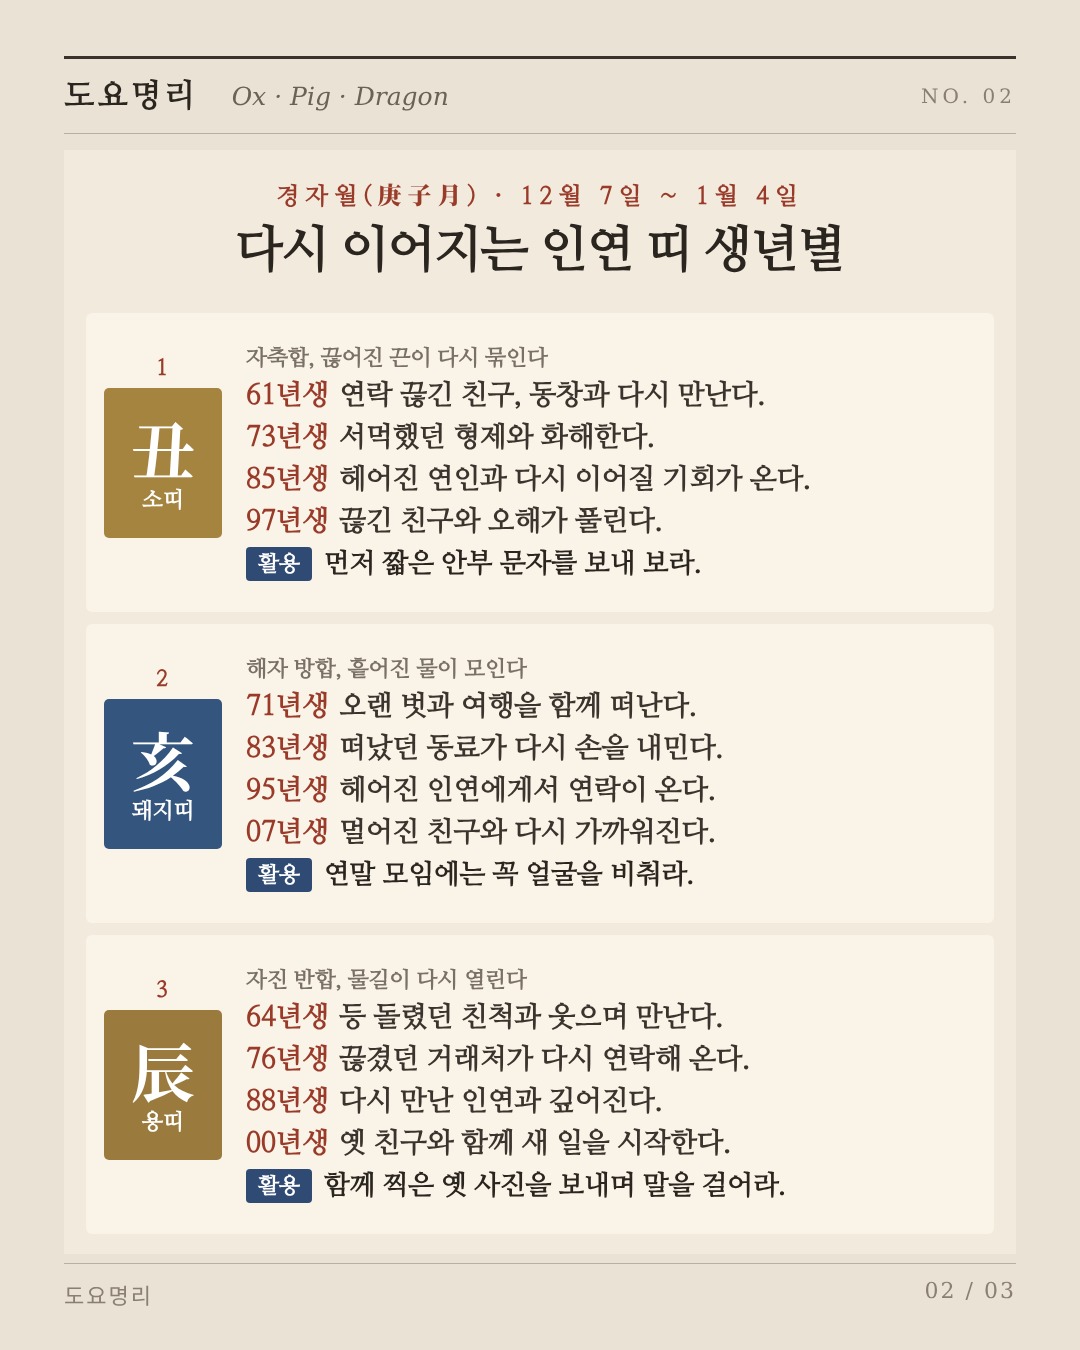 도요명리 Ox · Pig · Dragon NO. 02
경자월(庚子月) · 12월 7일 ~ 1월 4일
다시 이어지는 인연 띠 생년별
1
丑
소띠
자축합, 끊어진 끈이 다시 묶인다
61년생 연락 끊긴 친구, 동창과 다시 만난다.
73년생 서먹했던 형제와 화해한다.
85년생 헤어진 연인과 다시 이어질 기회가 온다.
97년생 끊긴 친구와 오해가 풀린다.
활용 먼저 짧은 안부 문자를 보내 보라.
2
亥
돼지띠
해자 방합, 흩어진 물이 모인다
71년생 오랜 벗과 여행을 함께 떠난다.
83년생 떠났던 동료가 다시 손을 내민다.
95년생 헤어진 인연에게서 연락이 온다.
07년생 멀어진 친구와 다시 가까워진다.
활용 연말 모임에는 꼭 얼굴을 비춰라.
3
辰
용띠
자진 반합, 물길이 다시 열린다
64년생 등 돌렸던 친척과 웃으며 만난다.
76년생 끊겼던 거래처가 다시 연락해 온다.
88년생 다시 만난 인연과 깊어진다.
00년생 옛 친구와 함께 새 일을 시작한다.
활용 함께 찍은 옛 사진을 보내며 말을 걸어라.
도요명리 02 / 03